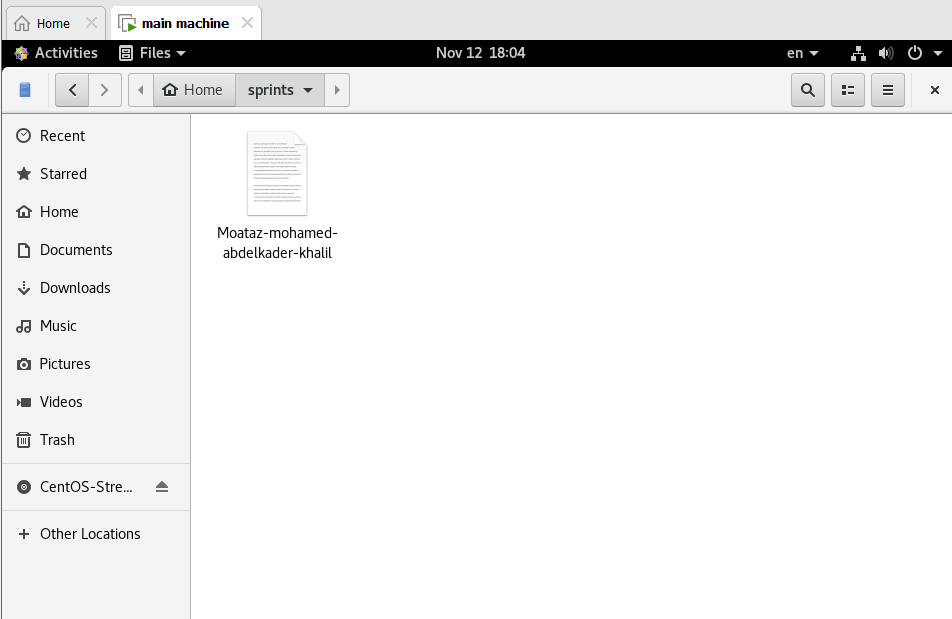 Home
main machine
Activities
Files
Nov 12 18:04
en
Home
sprints
Recent
Starred
Home
Documents
Downloads
Music
Pictures
Videos
Trash
CentOS-Stre...
Other Locations
Moataz-mohamed-
abdelkader-khalil